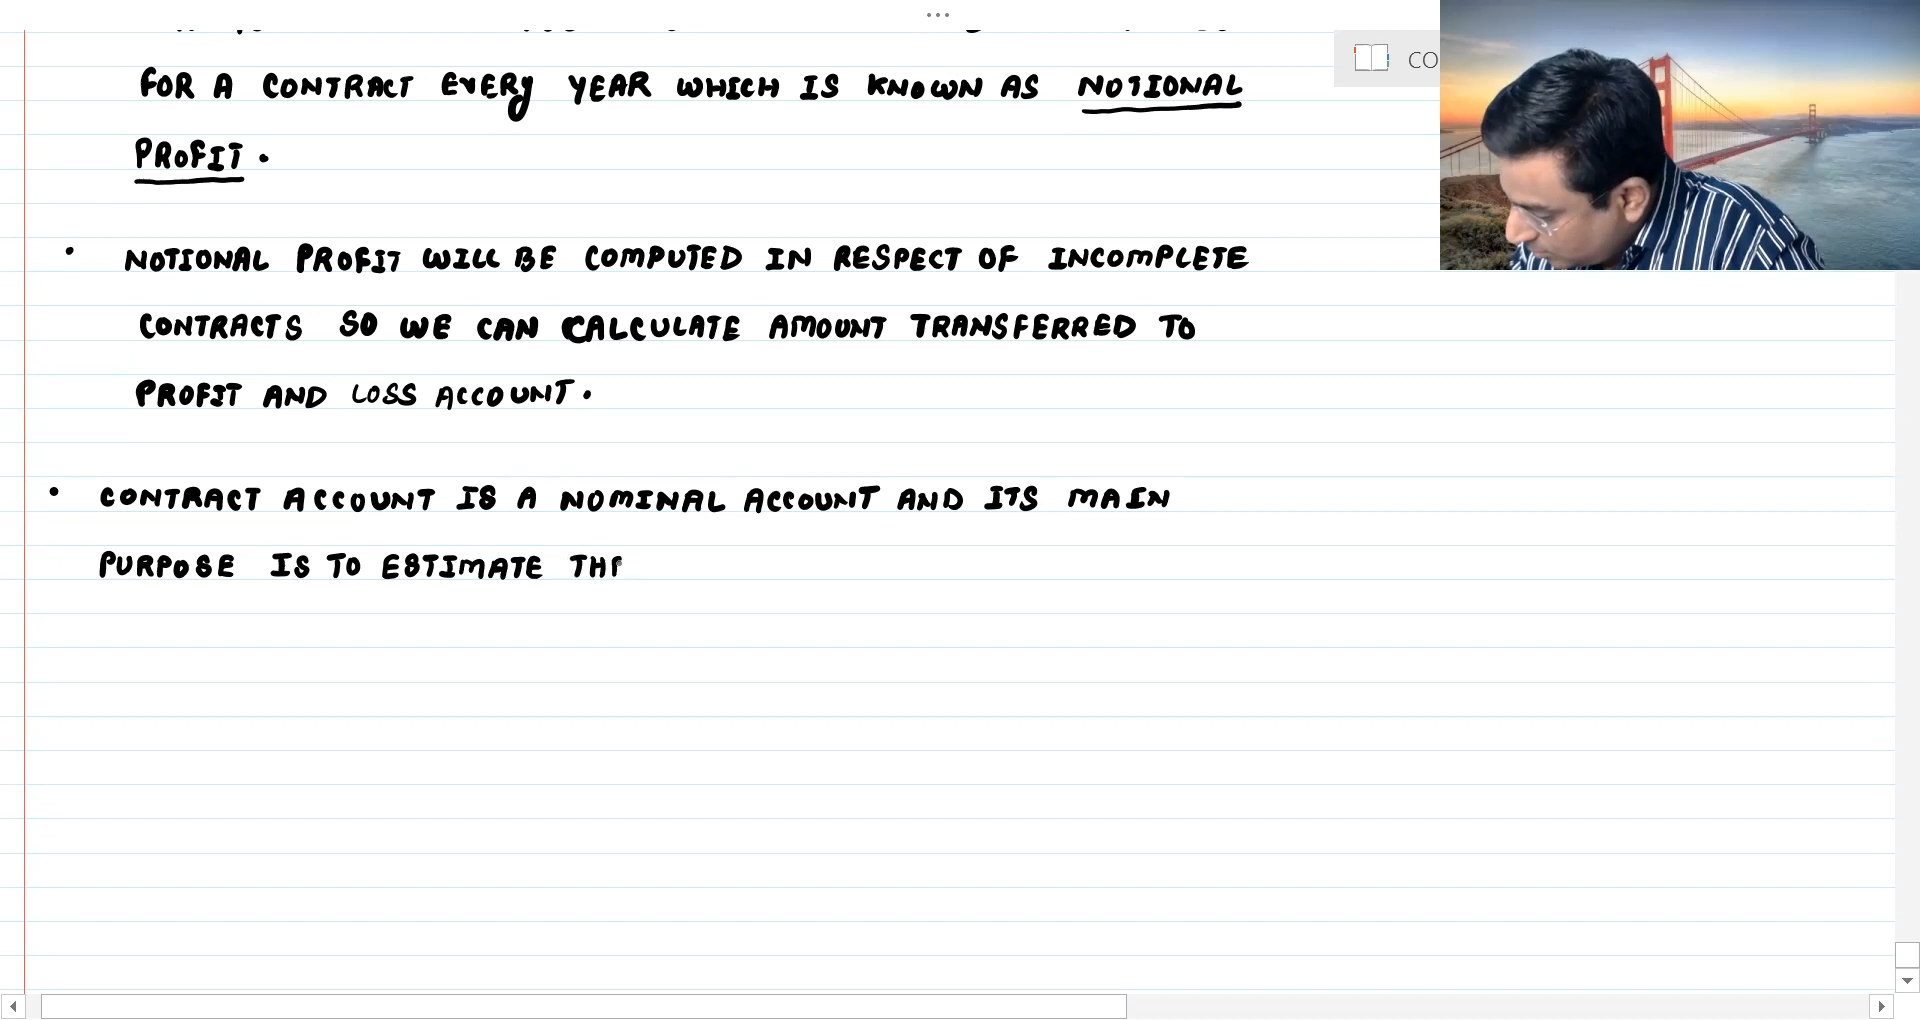 FOR A CONTRACT EVERY YEAR WHICH IS KNOWN AS NOTIONAL
PROFIT.
• NOTIONAL PROFIT WILL BE COMPUTED IN RESPECT OF INCOMPLETE
CONTRACTS SO WE CAN CALCULATE AMOUNT TRANSFERRED TO
PROFIT AND LOSS ACCOUNT.
• CONTRACT ACCOUNT IS A NOMINAL ACCOUNT AND ITS MAIN
PURPOSE IS TO ESTIMATE